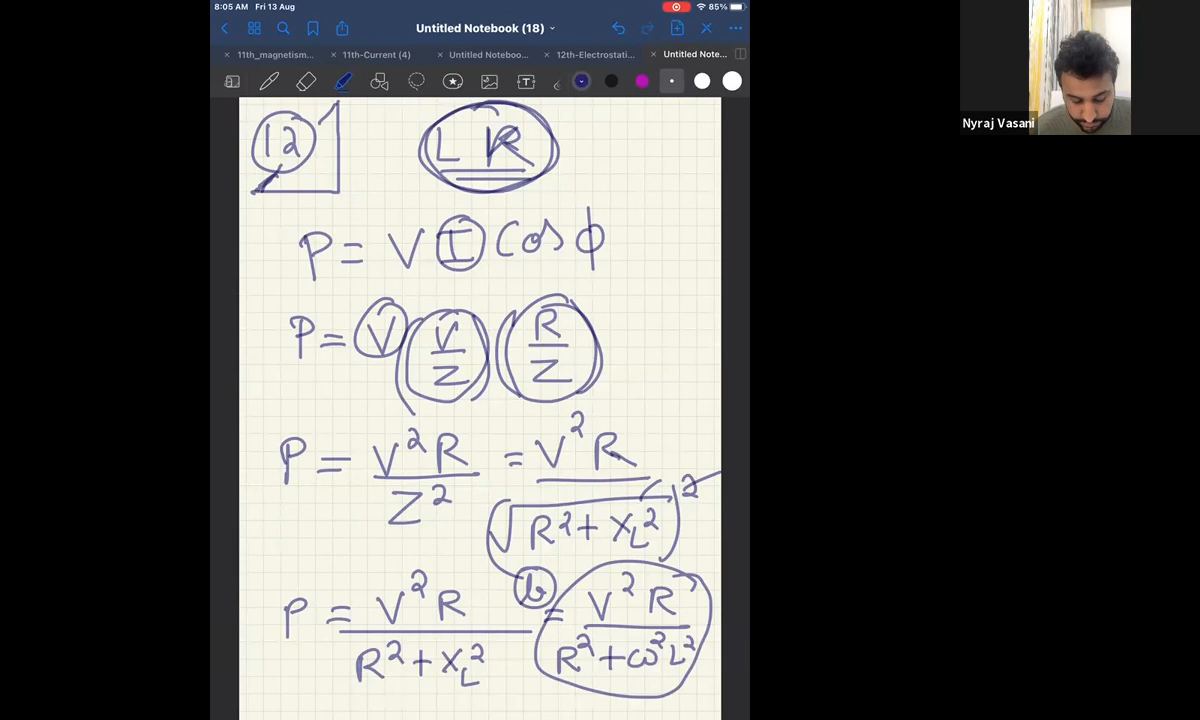 8:05 AM Fri 13 Aug
85%
Untitled Notebook (18)
11th_magnetism...
11th-Current (4)
Untitled Noteboo...
12th-Electrostati...
Untitled Note...
Nyraj Vasani
12
L R
P = V I Cos ϕ
P = V (V/Z) (R/Z)
P = V²R/Z² = V²R/(√(R² + X_L²))²
P = V²R/(R² + X_L²) (b) = V²R/(R² + ω²L²)